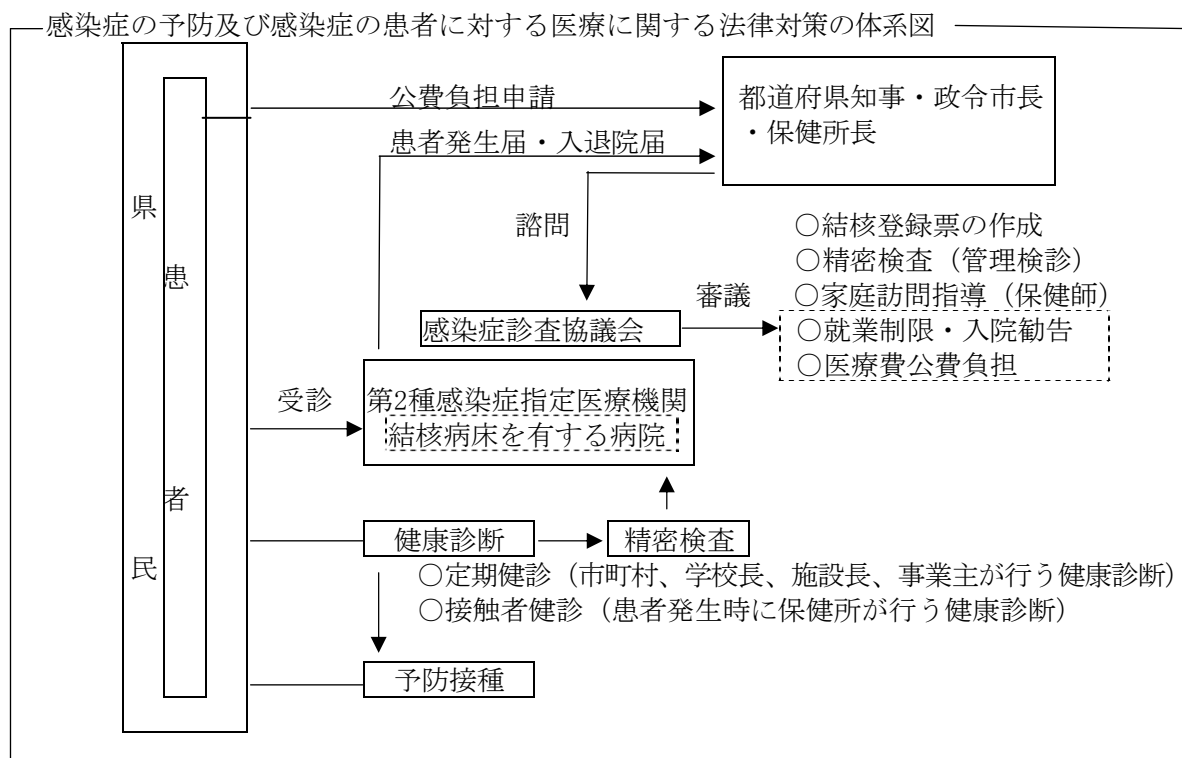 感染症の予防及び感染症の患者に対する医療に関する法律対策の体系図
県民
患者
公費負担申請
都道府県知事・政令市長
・保健所長
患者発生届・入退院届
諮問
○結核登録票の作成
○精密検査（管理検診）
○家庭訪問指導（保健師）
○就業制限・入院勧告
○医療費公費負担
審議
感染症診査協議会
受診
第2種感染症指定医療機関
結核病床を有する病院
健康診断
精密検査
○定期健診（市町村、学校長、施設長、事業主が行う健康診断）
○接触者健診（患者発生時に保健所が行う健康診断）
予防接種